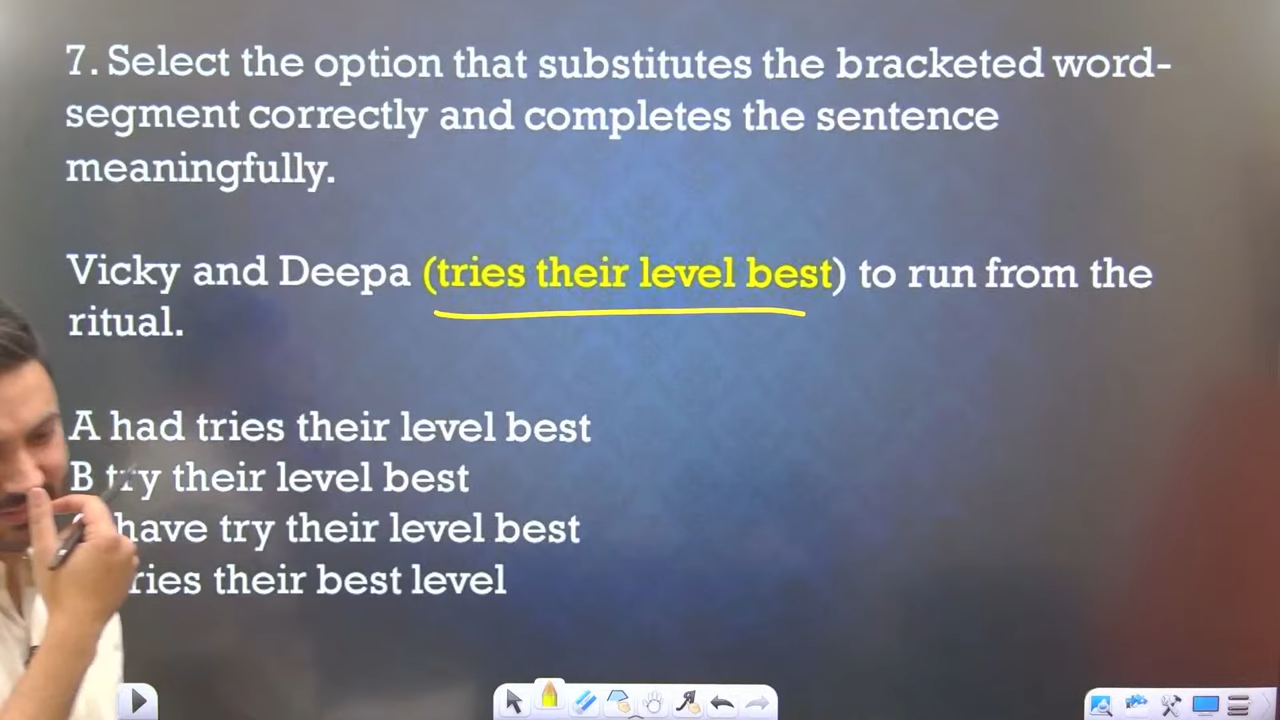 7. Select the option that substitutes the bracketed word-
segment correctly and completes the sentence
meaningfully.
Vicky and Deepa (tries their level best) to run from the
ritual.
A had tries their level best
B try their level best
have try their level best
their best level